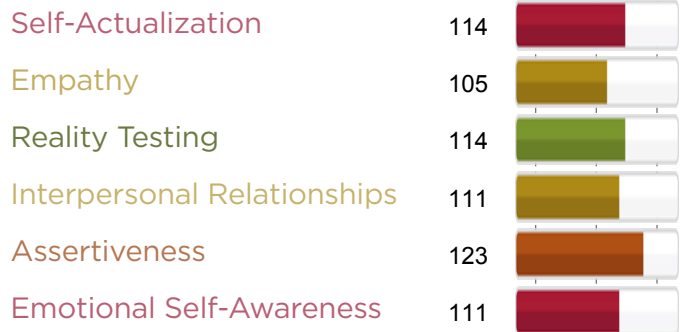 Self-Actualization 114
Empathy 105
Reality Testing 114
Interpersonal Relationships 111
Assertiveness 123
Emotional Self-Awareness 111